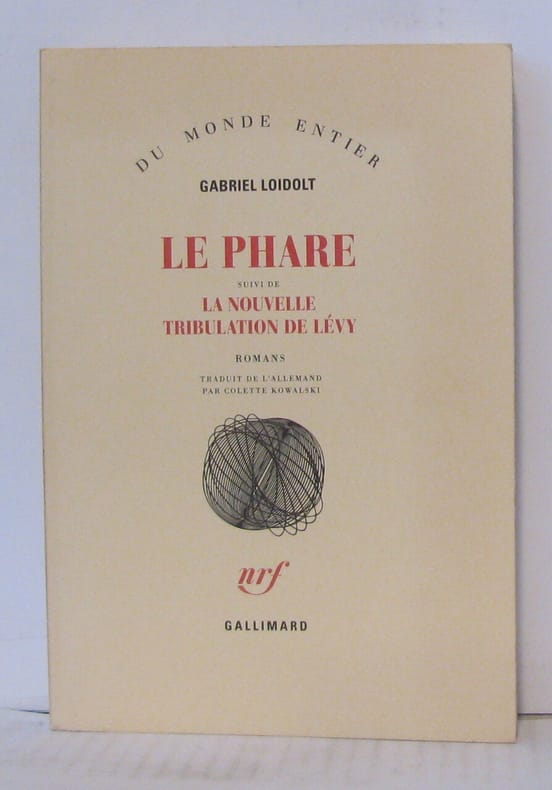 DU MONDE ENTIER
GABRIEL LOIDOLT
LE PHARE
SUIVI DE
LA NOUVELLE
TRIBULATION DE LÉVY
ROMANS
TRADUIT DE L'ALLEMAND
PAR COLETTE KOWALSKI
nrf
GALLIMARD